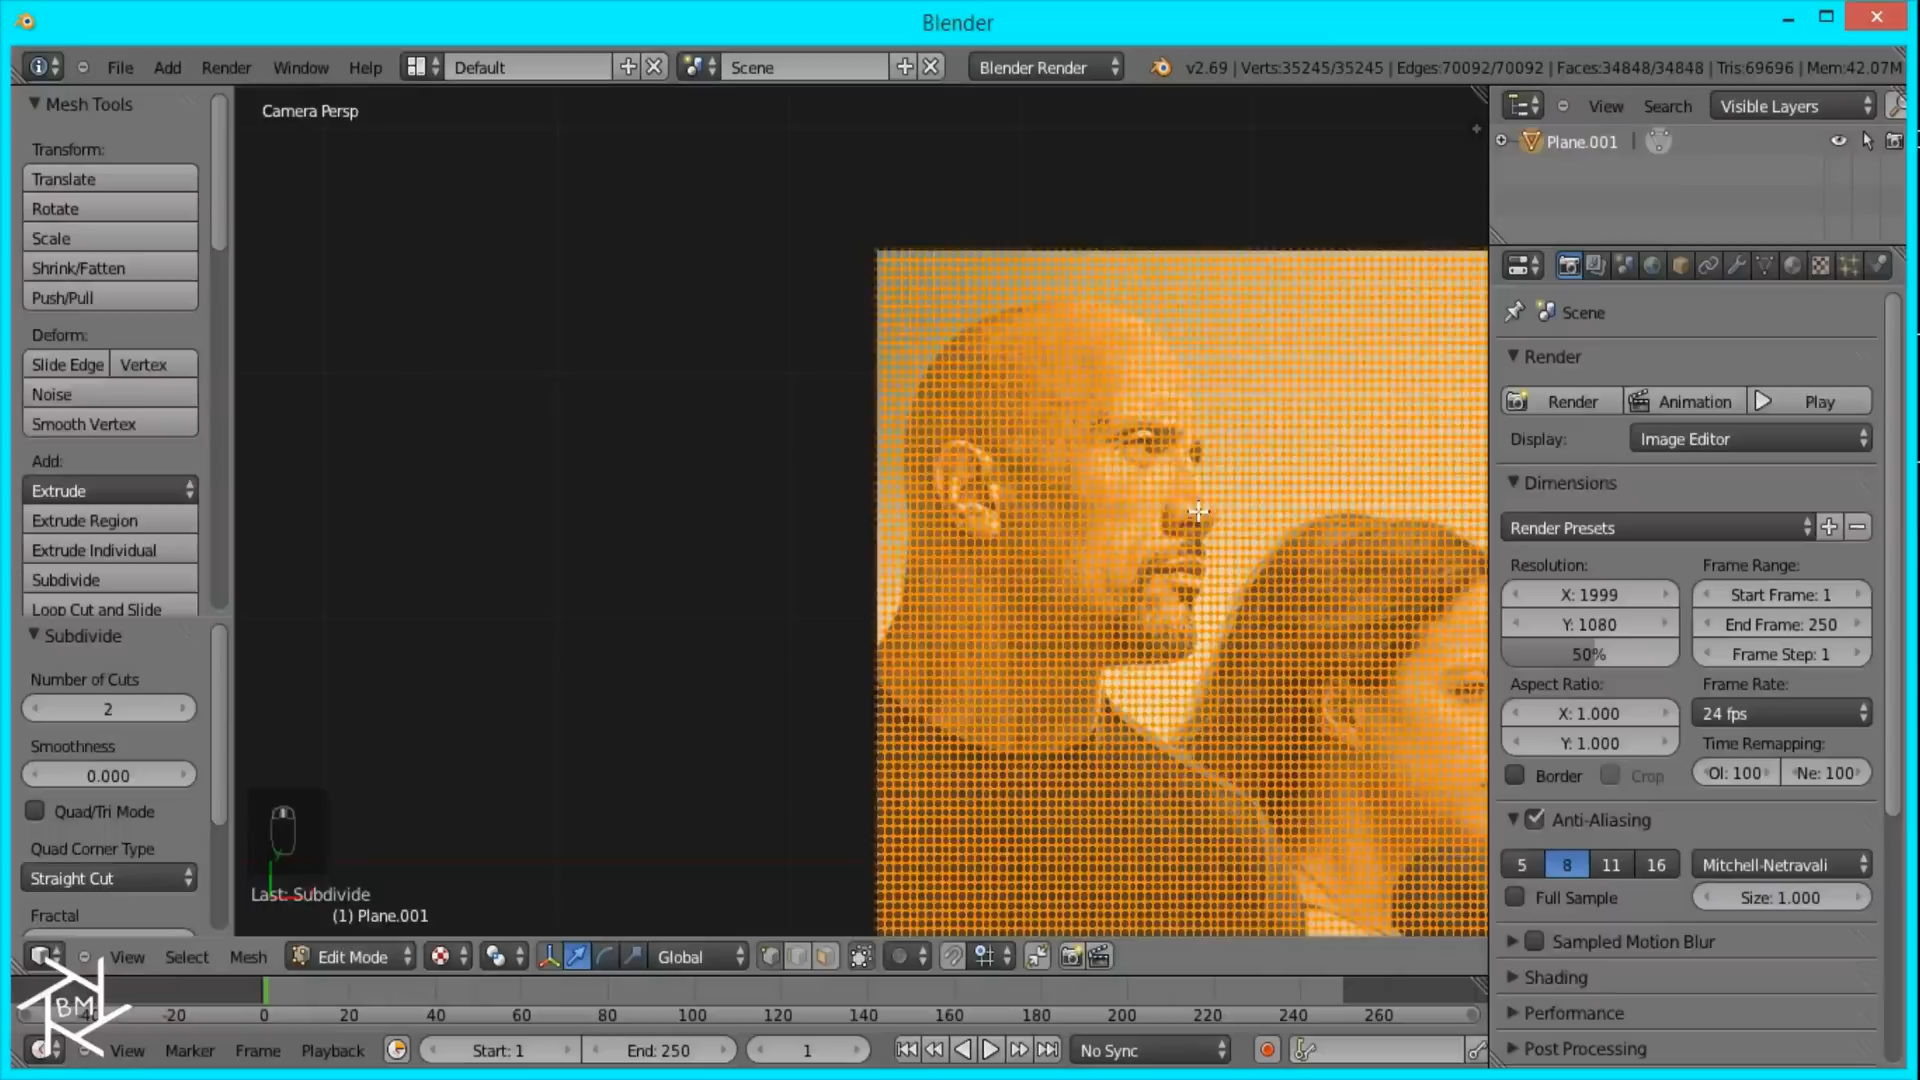 Blender
File Add Render Window Help Default Scene Blender Render v2.69 | Verts:35245/35245 | Edges:70092/70092 | Faces:34848/34848 | Tris:69696 | Mem:42.07M
Mesh Tools
Transform:
Translate
Rotate
Scale
Shrink/Fatten
Push/Pull
Deform:
Slide Edge Vertex
Noise
Smooth Vertex
Add:
Extrude
Extrude Region
Extrude Individual
Subdivide
Loop Cut and Slide
Subdivide
Number of Cuts
2
Smoothness
0.000
Quad/Tri Mode
Quad Corner Type
Straight Cut
Fractal
Camera Persp
Last: Subdivide
(1) Plane.001
View Search Visible Layers
Plane.001
Scene
Render
Render Animation Play
Display: Image Editor
Dimensions
Render Presets
Resolution: Frame Range:
X: 1999 Start Frame: 1
Y: 1080 End Frame: 250
50% Frame Step: 1
Aspect Ratio: Frame Rate:
X: 1.000 24 fps
Y: 1.000 Time Remapping:
Border Crop Ol: 100 Ne: 100
Anti-Aliasing
5 8 11 16 Mitchell-Netravali
Full Sample Size: 1.000
Sampled Motion Blur
Shading
Performance
Post Processing
View Select Mesh Edit Mode Global
BM
-40 -20 0 20 40 60 80 100 120 140 160 180 200 220 240 260
View Marker Frame Playback Start: 1 End: 250 1 No Sync